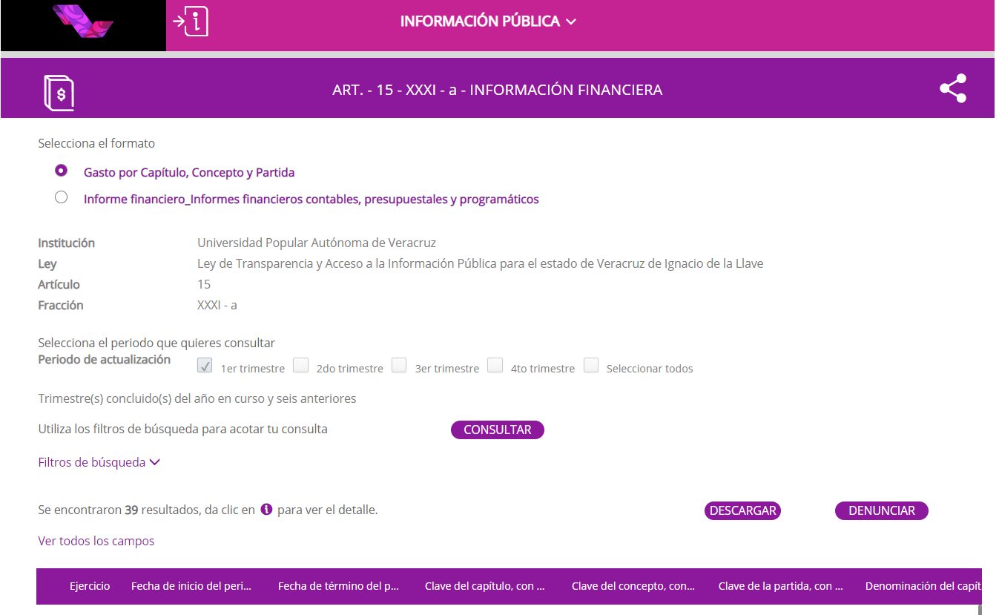 INFORMACIÓN PÚBLICA
ART. - 15 - XXXI - a - INFORMACIÓN FINANCIERA
Selecciona el formato
Gasto por Capítulo, Concepto y Partida
Informe financiero_Informes financieros contables, presupuestales y programáticos
Institución Universidad Popular Autónoma de Veracruz
Ley Ley de Transparencia y Acceso a la Información Pública para el estado de Veracruz de Ignacio de la Llave
Artículo 15
Fracción XXXI - a
Selecciona el periodo que quieres consultar
Periodo de actualización 1er trimestre 2do trimestre 3er trimestre 4to trimestre Seleccionar todos
Trimestre(s) concluido(s) del año en curso y seis anteriores
Utiliza los filtros de búsqueda para acotar tu consulta CONSULTAR
Filtros de búsqueda
Se encontraron 39 resultados, da clic en i para ver el detalle. DESCARGAR DENUNCIAR
Ver todos los campos
Ejercicio Fecha de inicio del peri... Fecha de término del p... Clave del capítulo, con ... Clave del concepto, con... Clave de la partida, con ... Denominación del capít